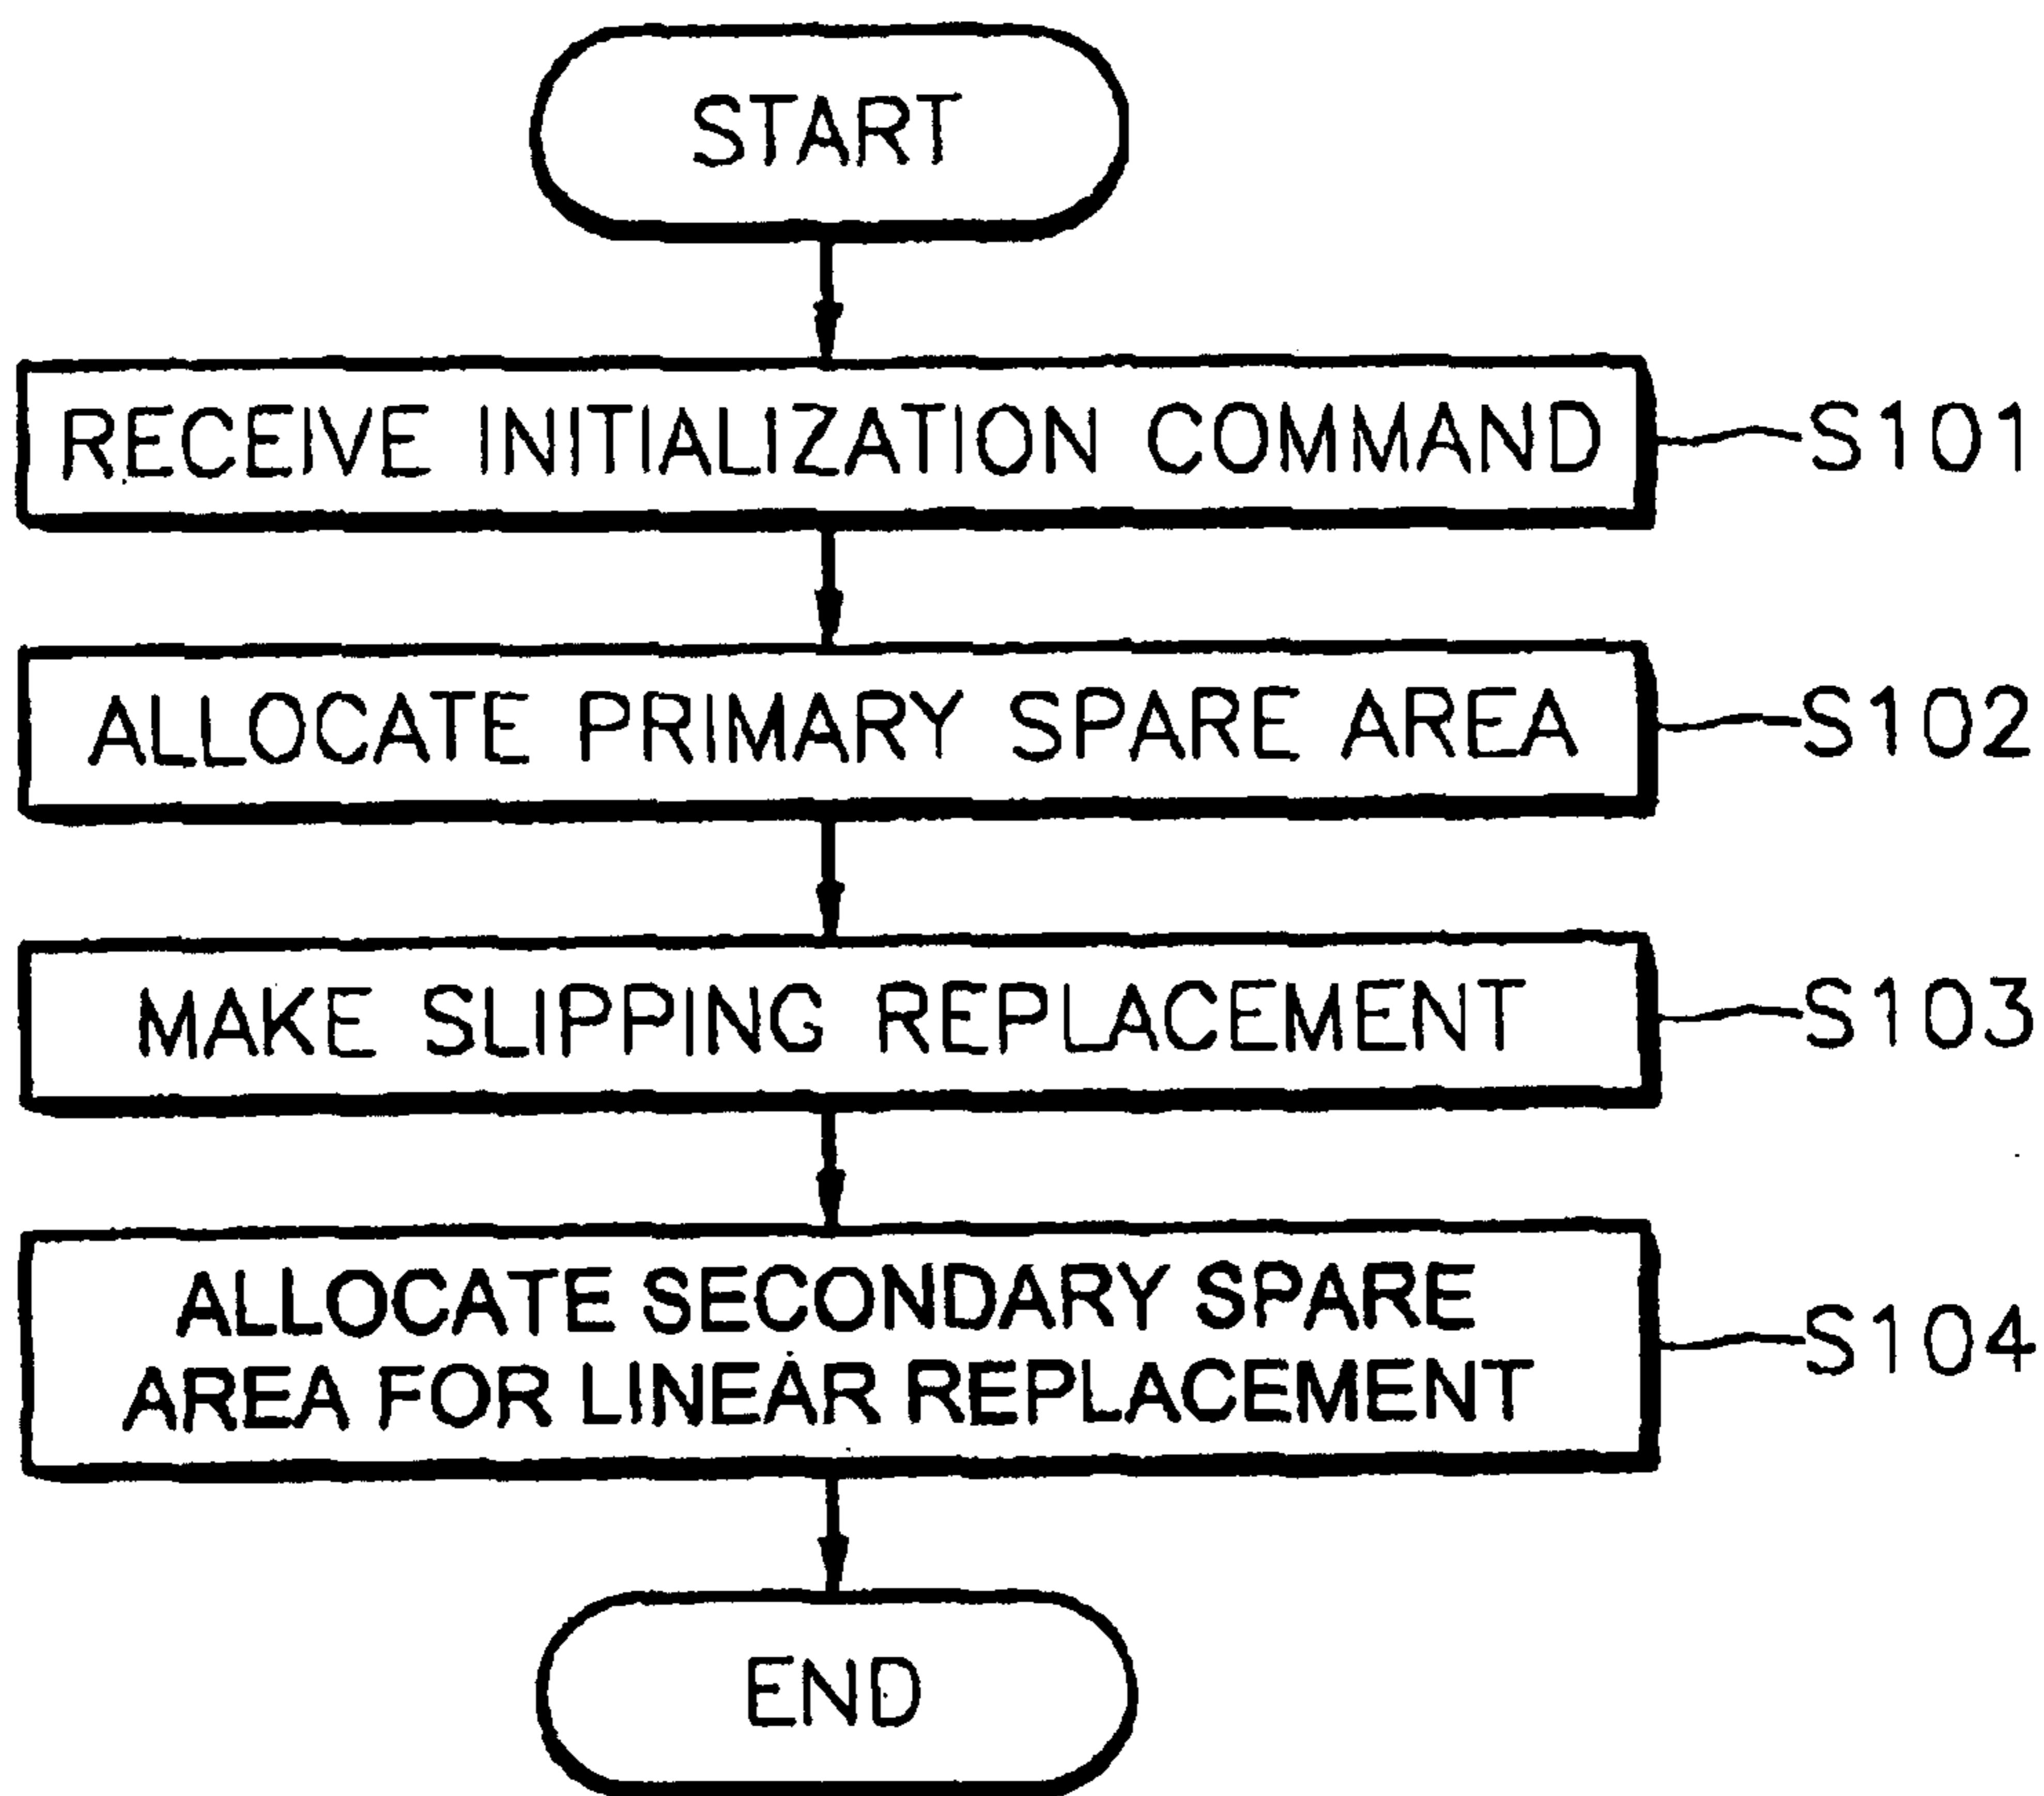 START
RECEIVE INITIALIZATION COMMAND
S101
ALLOCATE PRIMARY SPARE AREA
S102
MAKE SLIPPING REPLACEMENT
S103
ALLOCATE SECONDARY SPARE
AREA FOR LINEAR REPLACEMENT
S104
END